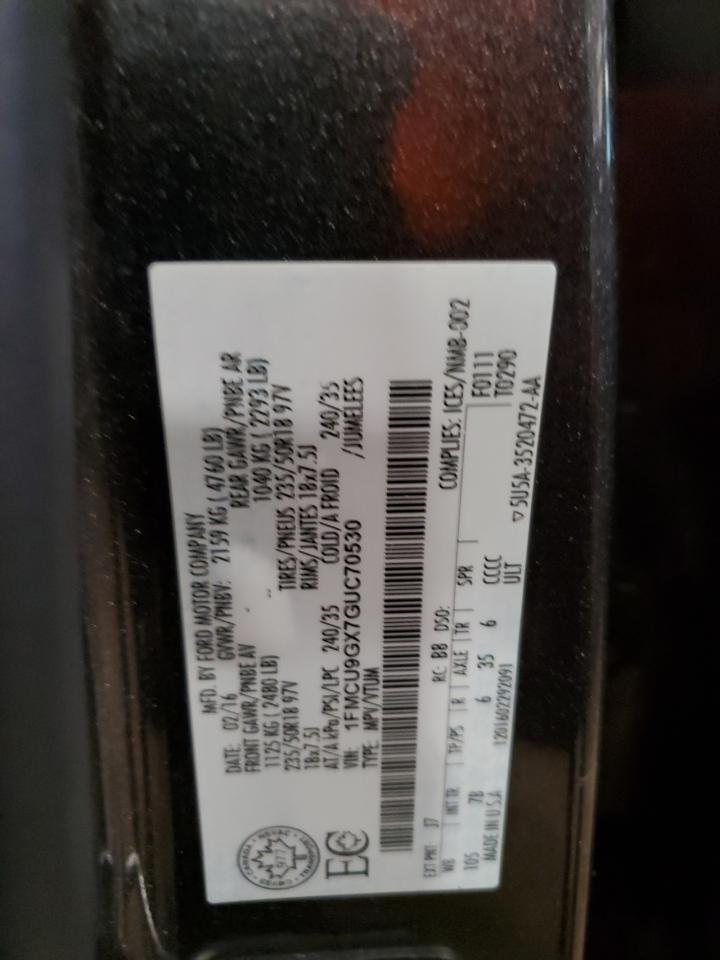 MFD. BY FORD MOTOR COMPANY
DATE: 02/16 GVWR/PNBV: 2159 KG ( 4760 LB)
FRONT GAWR/PNBE AV REAR GAWR/PNBE AR
1125 KG ( 2480 LB) 1040 KG ( 2293 LB)
235/50R18 97V TIRES/PNEUS 235/50R18 97V
18x7.5J RIMS/JANTES 18x7.5J
AT/A kPa/PSI/LPC 240/35 COLD/A FROID 240/35
VIN: 1FMCU9GX7GUC70530 /JUMELEES
TYPE: MPV/VTUM
CANADA
977
EC
COMPLIES: ICES/NMB-002
EXT PNT: J7 RC: BB DSO: F0111
WB INT TR TP/PS R AXLE TR SPR T0290
105 7B 6 35 6 CCCC
ULT
MADE IN U.S.A 1201602292091 ▽5U5A-3520472-AA